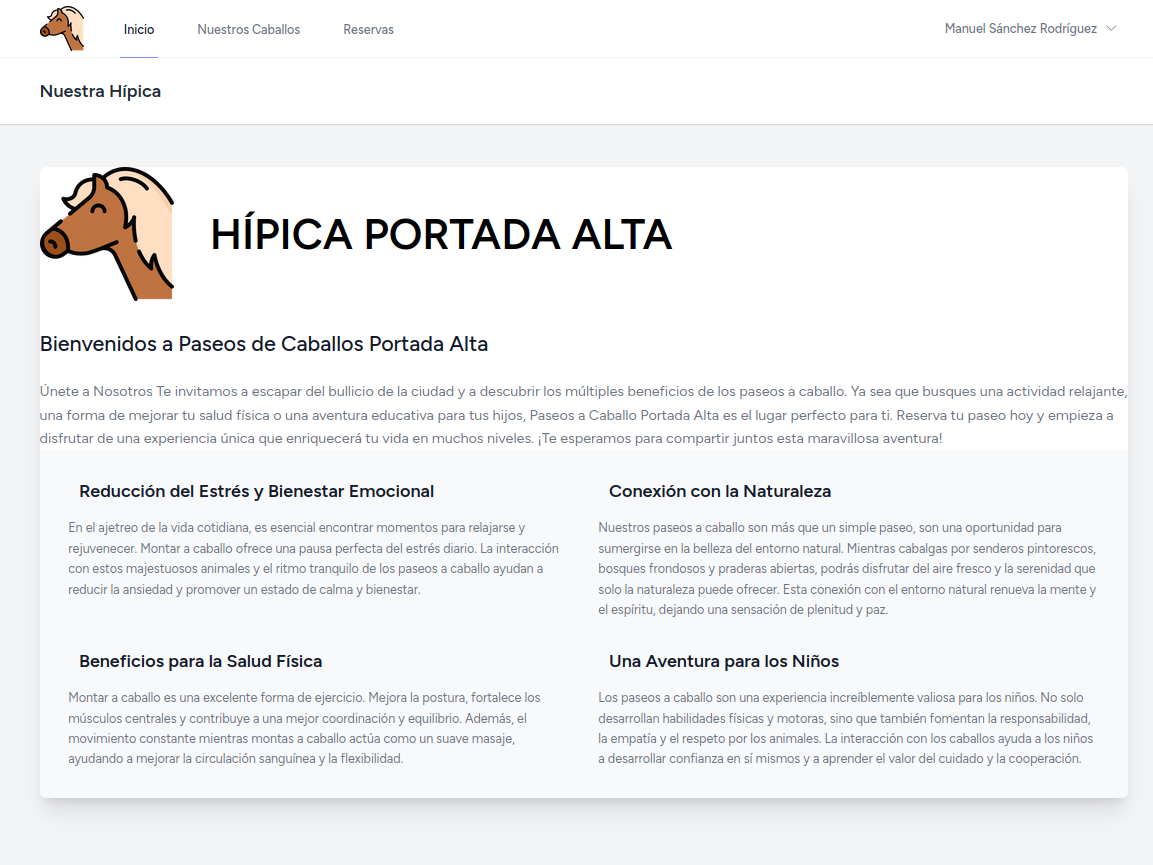 Inicio
Nuestros Caballos
Reservas
Manuel Sánchez Rodríguez
Nuestra Hípica
HÍPICA PORTADA ALTA
Bienvenidos a Paseos de Caballos Portada Alta
Únete a Nosotros Te invitamos a escapar del bullicio de la ciudad y a descubrir los múltiples beneficios de los paseos a caballo. Ya sea que busques una actividad relajante,
una forma de mejorar tu salud física o una aventura educativa para tus hijos, Paseos a Caballo Portada Alta es el lugar perfecto para ti. Reserva tu paseo hoy y empieza a
disfrutar de una experiencia única que enriquecerá tu vida en muchos niveles. ¡Te esperamos para compartir juntos esta maravillosa aventura!
Reducción del Estrés y Bienestar Emocional
En el ajetreo de la vida cotidiana, es esencial encontrar momentos para relajarse y
rejuvenecer. Montar a caballo ofrece una pausa perfecta del estrés diario. La interacción
con estos majestuosos animales y el ritmo tranquilo de los paseos a caballo ayudan a
reducir la ansiedad y promover un estado de calma y bienestar.
Conexión con la Naturaleza
Nuestros paseos a caballo son más que un simple paseo, son una oportunidad para
sumergirse en la belleza del entorno natural. Mientras cabalgas por senderos pintorescos,
bosques frondosos y praderas abiertas, podrás disfrutar del aire fresco y la serenidad que
solo la naturaleza puede ofrecer. Esta conexión con el entorno natural renueva la mente y
el espíritu, dejando una sensación de plenitud y paz.
Beneficios para la Salud Física
Montar a caballo es una excelente forma de ejercicio. Mejora la postura, fortalece los
músculos centrales y contribuye a una mejor coordinación y equilibrio. Además, el
movimiento constante mientras montas a caballo actúa como un suave masaje,
ayudando a mejorar la circulación sanguínea y la flexibilidad.
Una Aventura para los Niños
Los paseos a caballo son una experiencia increíblemente valiosa para los niños. No solo
desarrollan habilidades físicas y motoras, sino que también fomentan la responsabilidad,
la empatía y el respeto por los animales. La interacción con los caballos ayuda a los niños
a desarrollar confianza en sí mismos y a aprender el valor del cuidado y la cooperación.